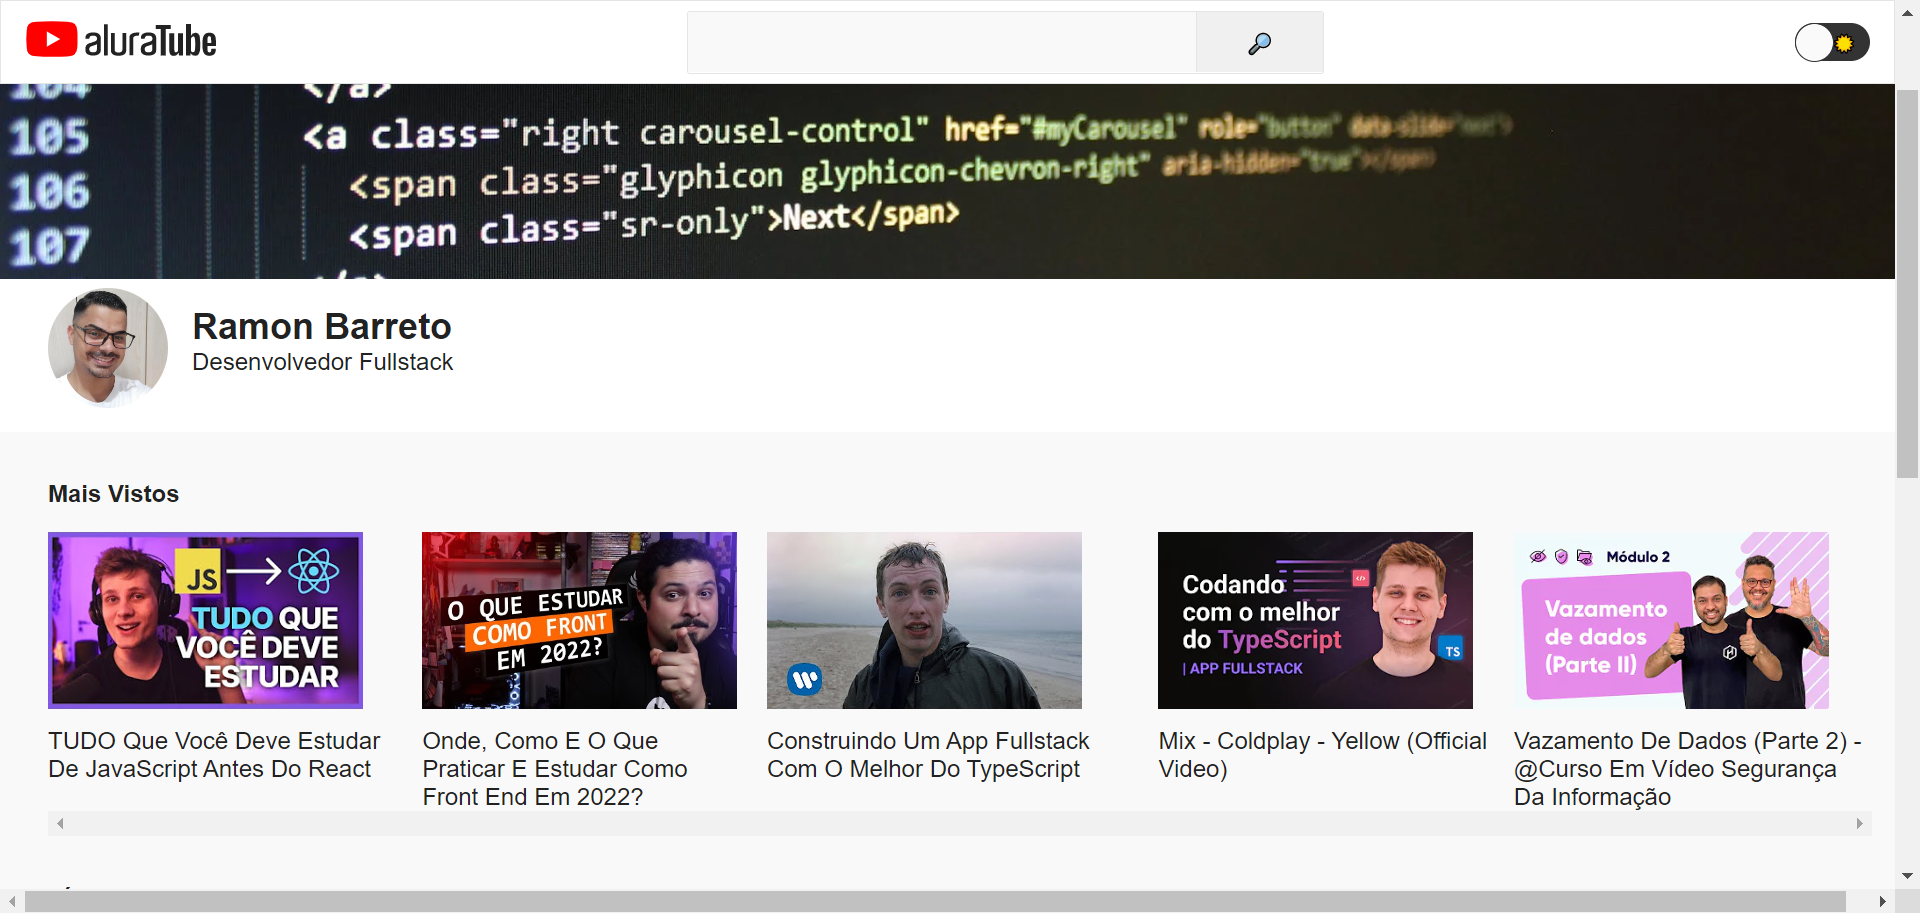 aluraTube
104
</a>
105
<a class="right carousel-control" href="#myCarousel" role="button" data-slide="next">
106
<span class="glyphicon glyphicon-chevron-right" aria-hidden="true"></span>
107
<span class="sr-only">Next</span>
Ramon Barreto
Desenvolvedor Fullstack
Mais Vistos
JS
TUDO QUE
VOCÊ DEVE
ESTUDAR
O QUE ESTUDAR
COMO FRONT
EM 2022?
Codando
com o melhor
do TypeScript
| APP FULLSTACK
TS
Módulo 2
Vazamento
de dados
(Parte II)
TUDO Que Você Deve Estudar
De JavaScript Antes Do React
Onde, Como E O Que
Praticar E Estudar Como
Front End Em 2022?
Construindo Um App Fullstack
Com O Melhor Do TypeScript
Mix - Coldplay - Yellow (Official
Video)
Vazamento De Dados (Parte 2) -
@Curso Em Vídeo Segurança
Da Informação